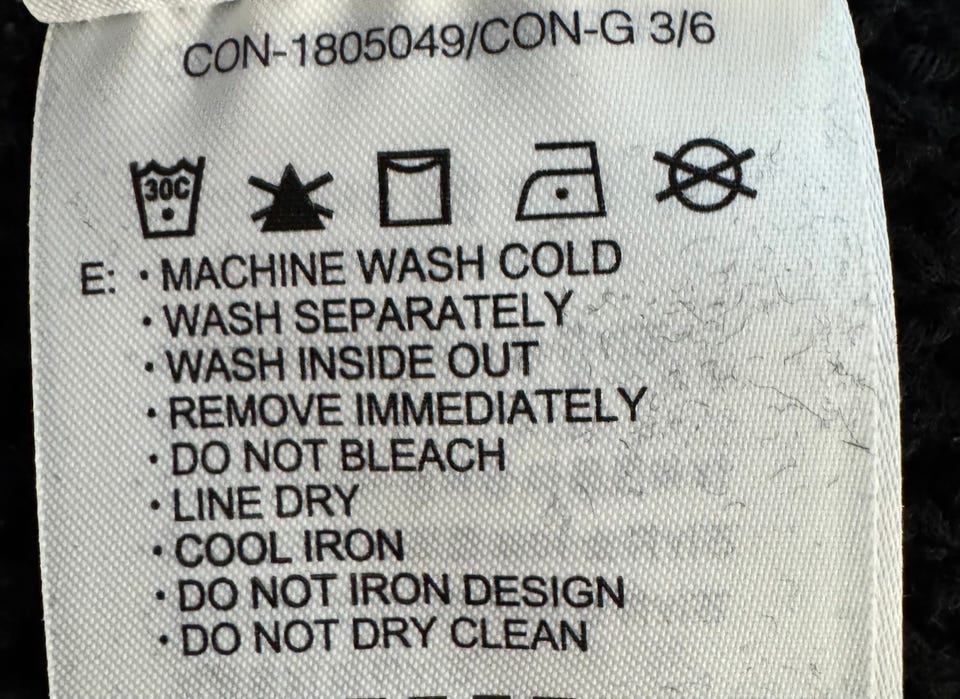 CON-1805049/CON-G 3/6
30C
E: • MACHINE WASH COLD
• WASH SEPARATELY
• WASH INSIDE OUT
• REMOVE IMMEDIATELY
• DO NOT BLEACH
• LINE DRY
• COOL IRON
• DO NOT IRON DESIGN
• DO NOT DRY CLEAN